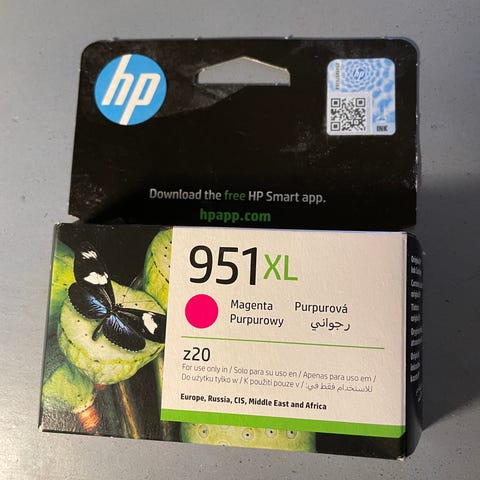 hp
INK
Download the free HP Smart app.
hpapp.com
951XL
Magenta Purpurová
Purpurowy رجواني
z20
For use only in / Solo para su uso en / Apenas para uso em /
Do użytku tylko w / K použití pouze v / للاستخدام فقط في:
Europe, Russia, CIS, Middle East and Africa